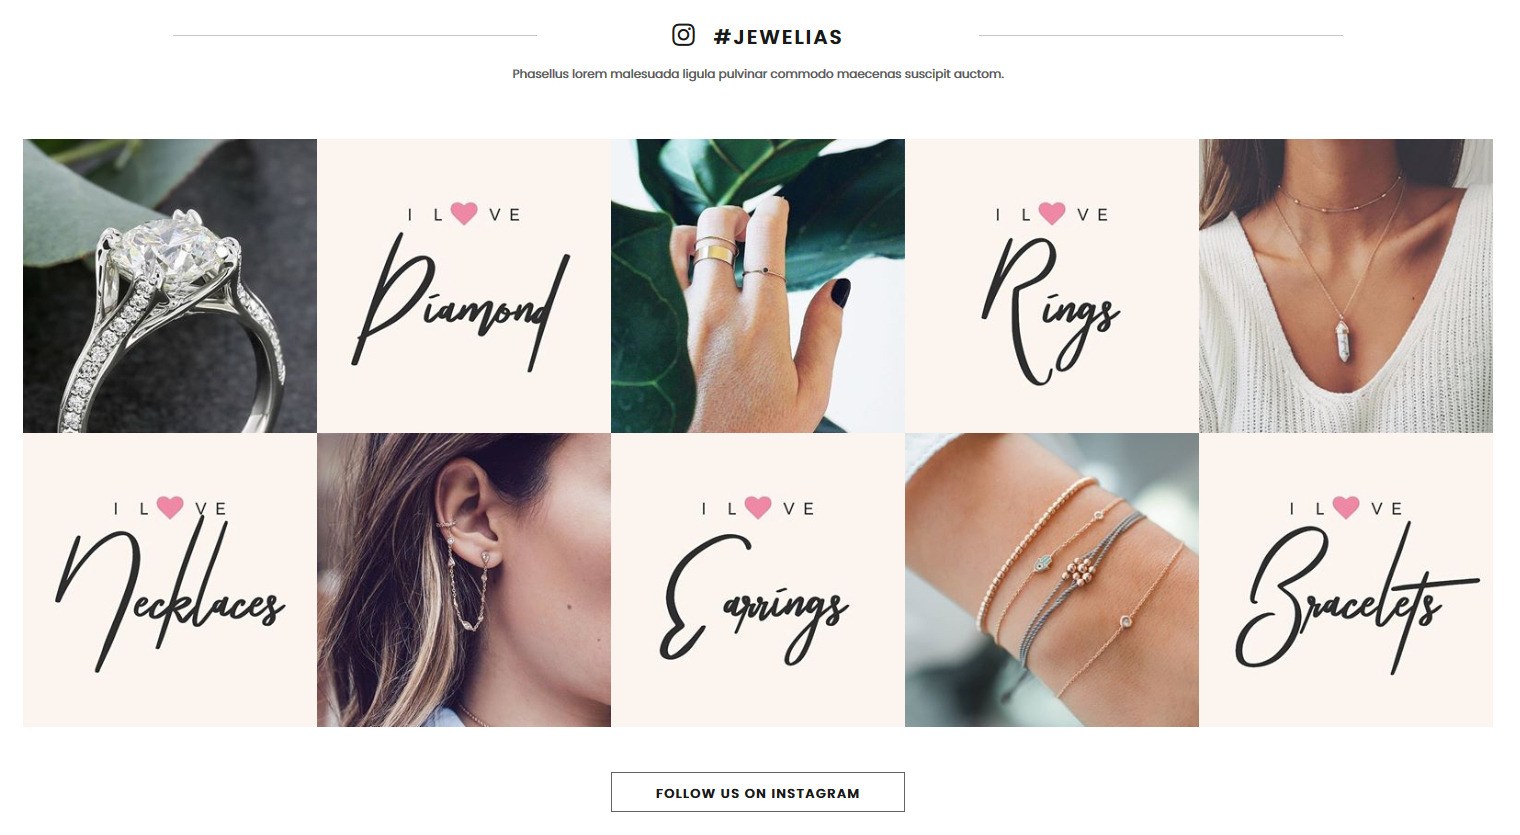 #JEWELIAS
Phasellus lorem malesuada ligula pulvinar commodo maecenas suscipit auctom.
I L♥VE
Diamond
I L♥VE
Rings
I L♥VE
Necklaces
I L♥VE
Earrings
I L♥VE
Bracelets
FOLLOW US ON INSTAGRAM